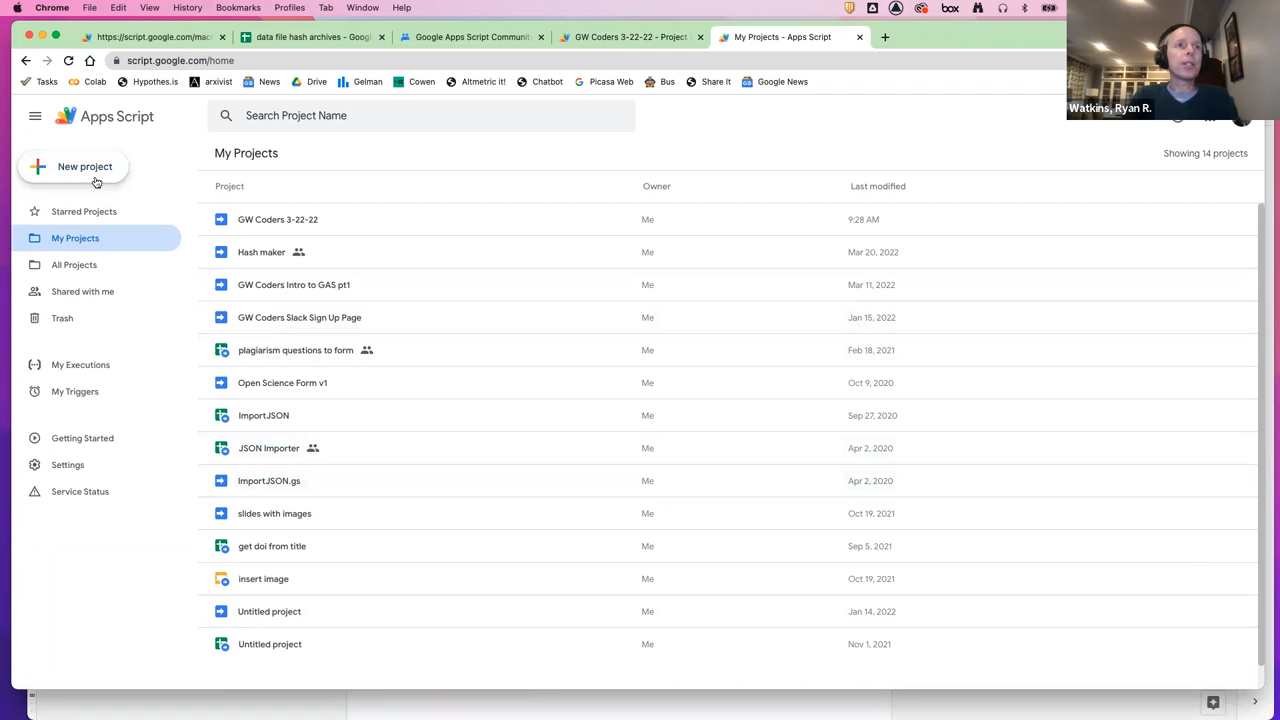 Chrome File Edit View History Bookmarks Profiles Tab Window Help box
https://script.google.com/mac data file hash archives - Googl Google Apps Script Communit GW Coders 3-22-22 - Project My Projects - Apps Script
script.google.com/home
Tasks Colab Hypothes.is arxivist News Drive Gelman Cowen Altmetric it! Chatbot Picasa Web Bus Share It Google News
Watkins, Ryan R.
Apps Script Search Project Name
New project
My Projects Showing 14 projects
Project Owner Last modified
Starred Projects
My Projects
All Projects
Shared with me
Trash
My Executions
My Triggers
Getting Started
Settings
Service Status
GW Coders 3-22-22 Me 9:28 AM
Hash maker Me Mar 20, 2022
GW Coders Intro to GAS pt1 Me Mar 11, 2022
GW Coders Slack Sign Up Page Me Jan 15, 2022
plagiarism questions to form Me Feb 18, 2021
Open Science Form v1 Me Oct 9, 2020
ImportJSON Me Sep 27, 2020
JSON Importer Me Apr 2, 2020
ImportJSON.gs Me Apr 2, 2020
slides with images Me Oct 19, 2021
get doi from title Me Sep 5, 2021
insert image Me Oct 19, 2021
Untitled project Me Jan 14, 2022
Untitled project Me Nov 1, 2021